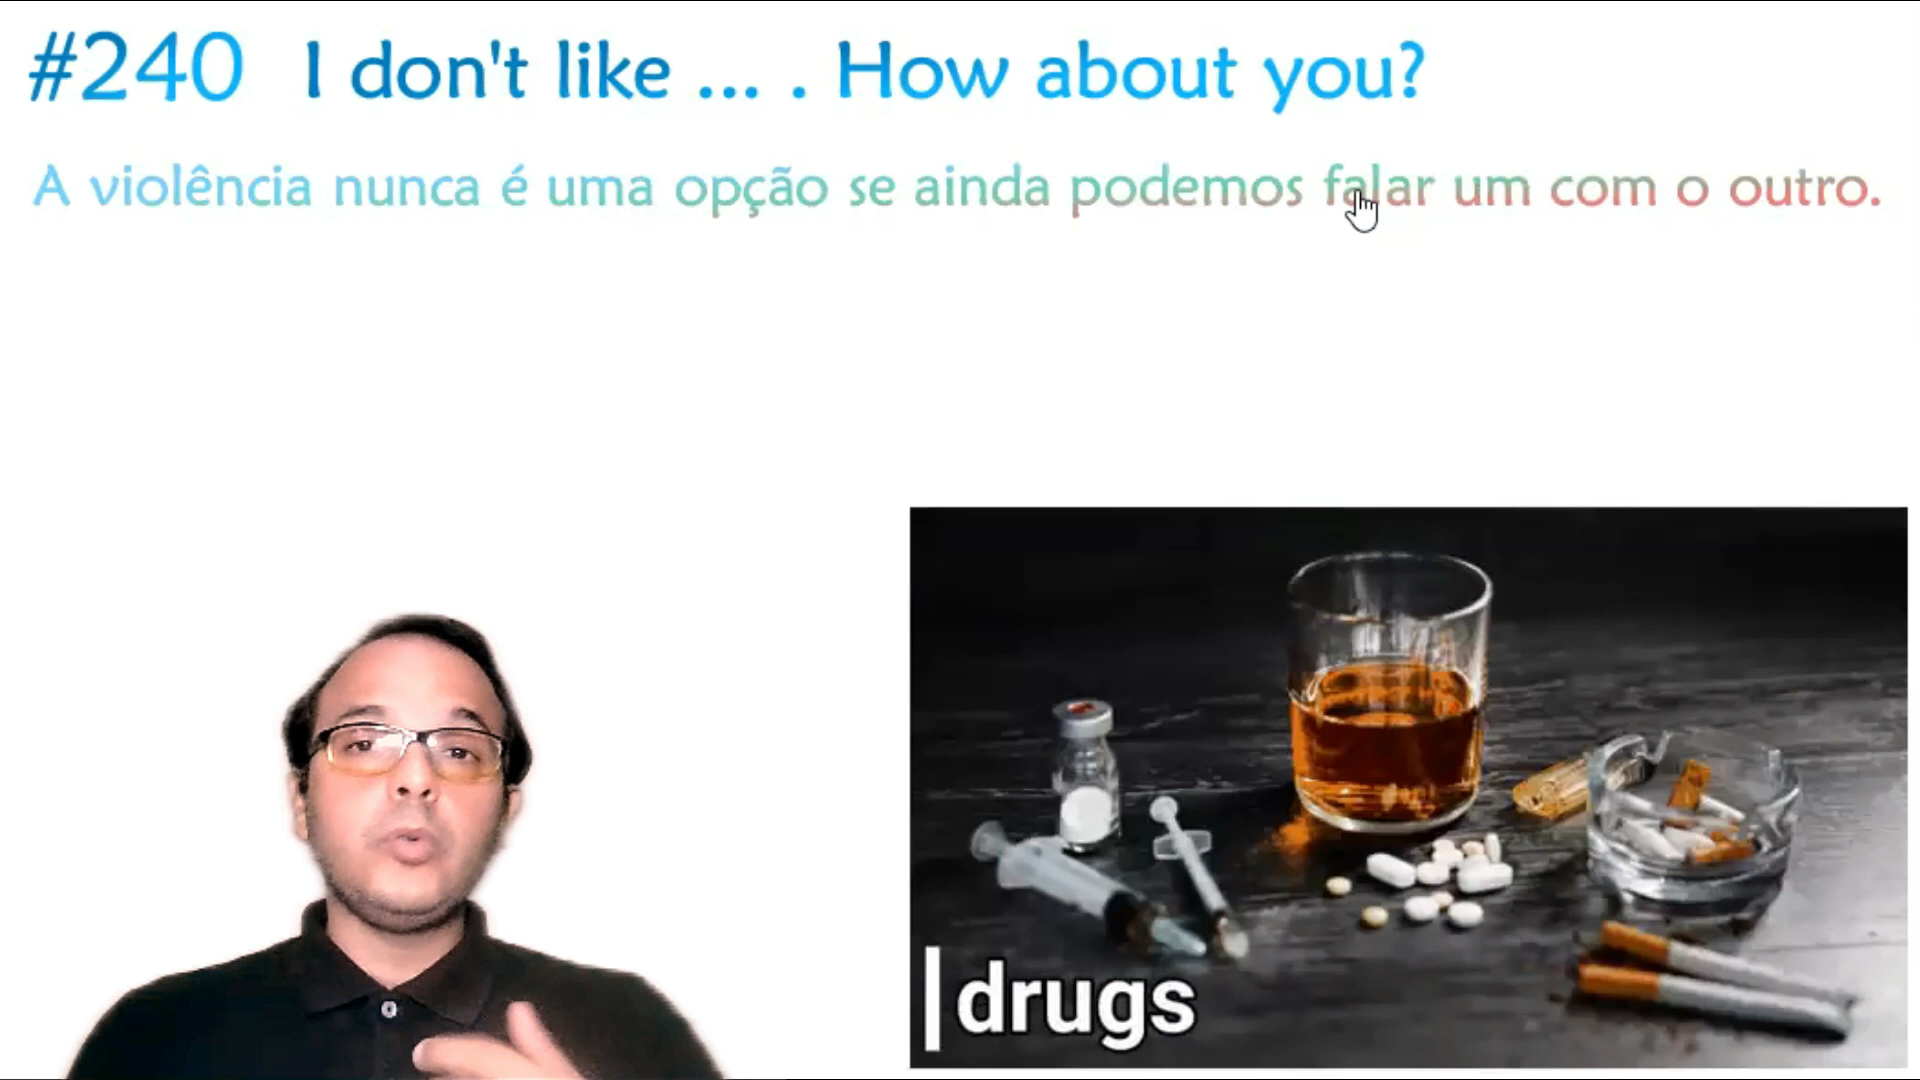 #240 I don't like ... . How about you?
A violência nunca é uma opção se ainda podemos falar um com o outro.
drugs